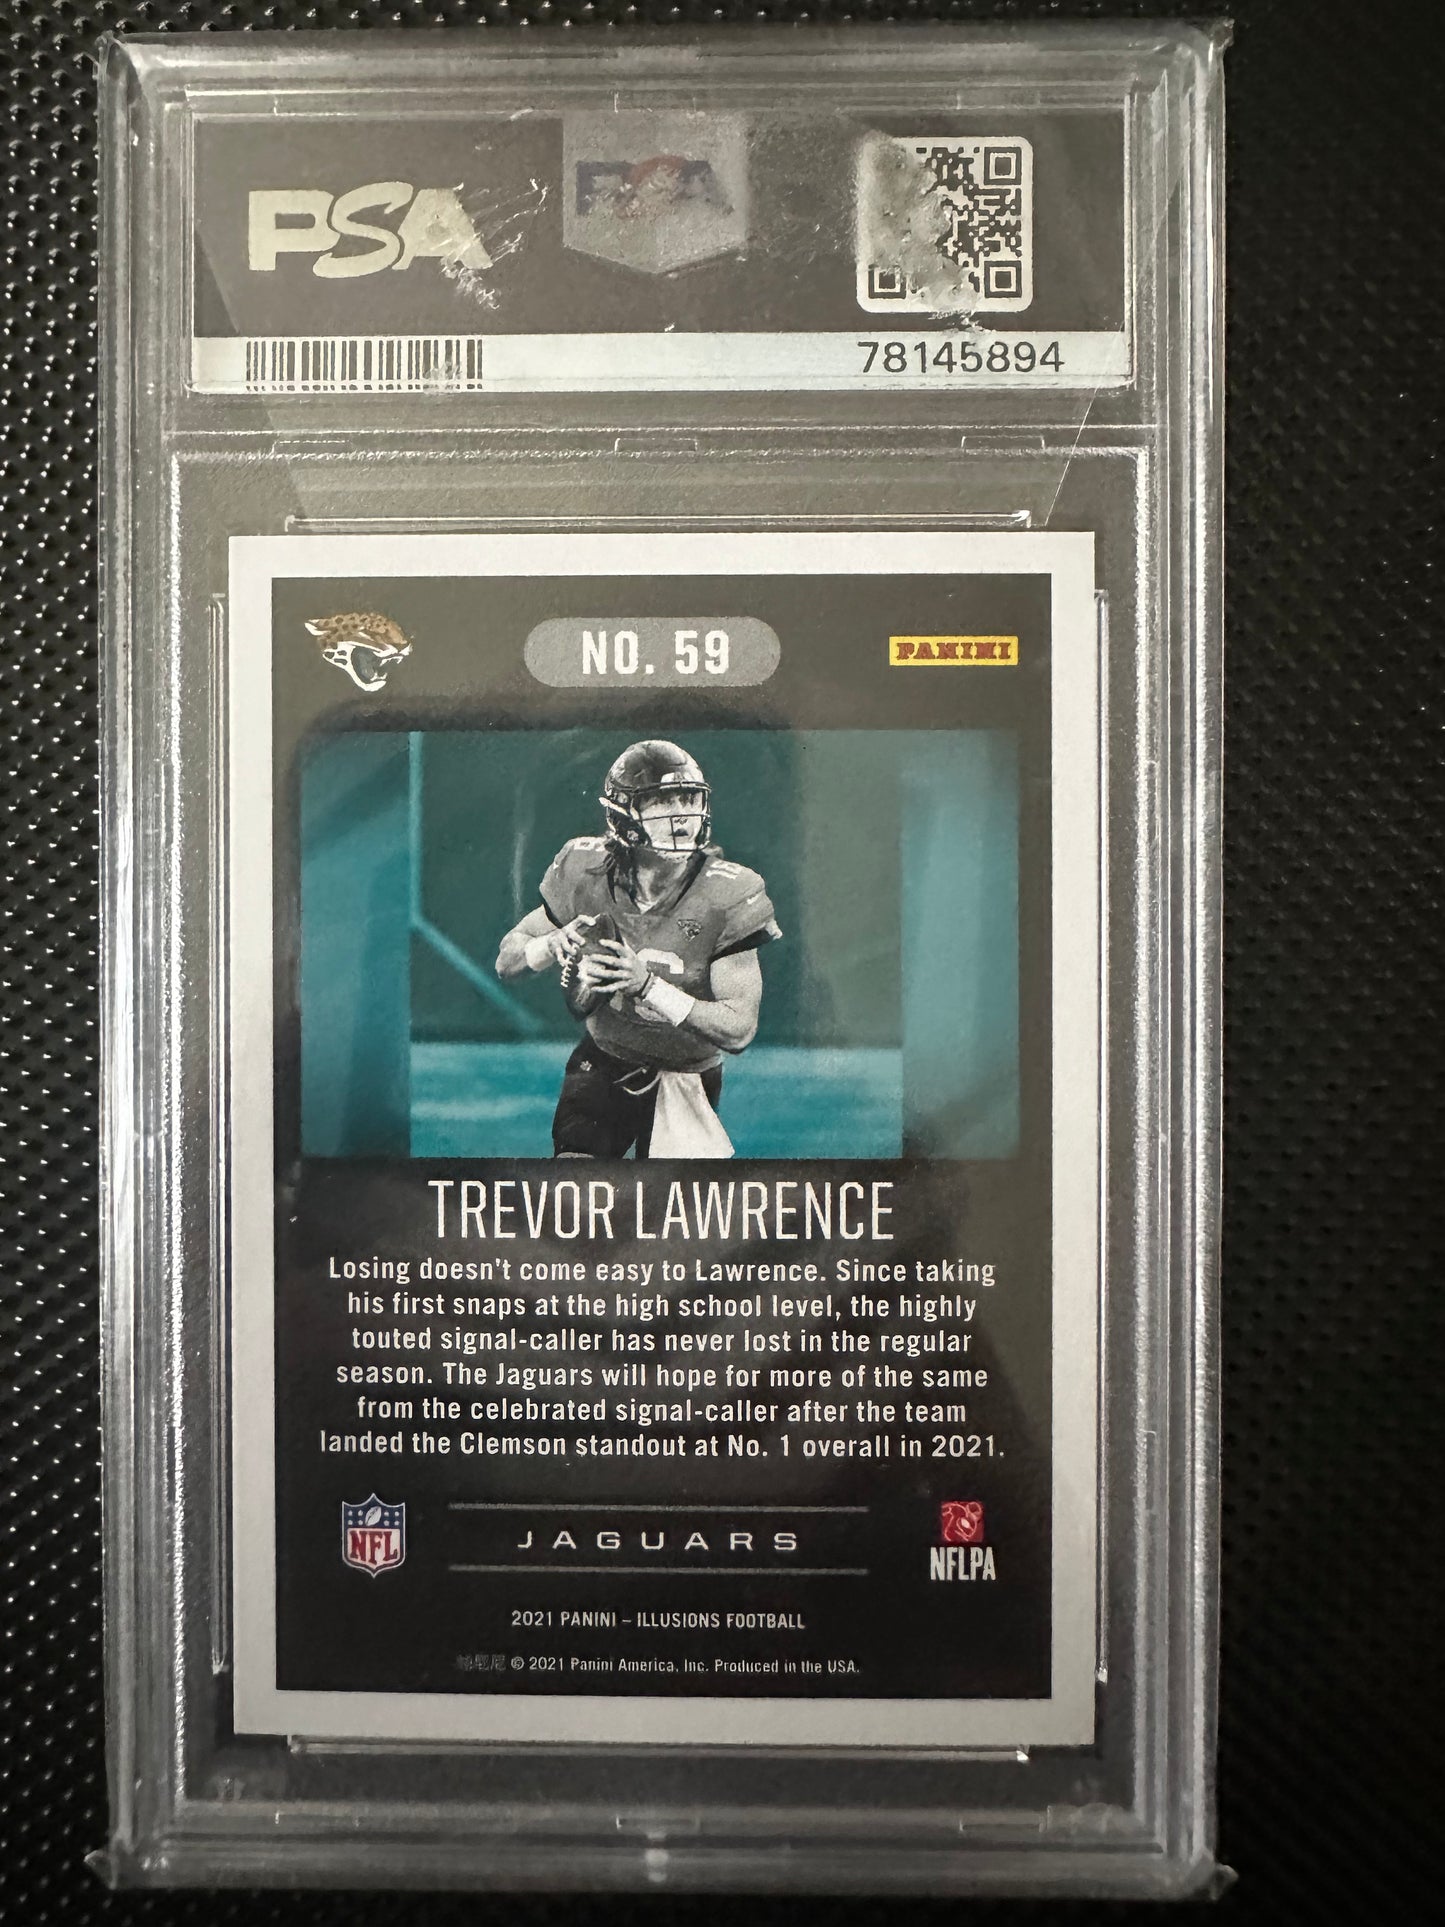 PSA
PSA
78145894
NO. 59
PANINI
TREVOR LAWRENCE
Losing doesn't come easy to Lawrence. Since taking
his first snaps at the high school level, the highly
touted signal-caller has never lost in the regular
season. The Jaguars will hope for more of the same
from the celebrated signal-caller after the team
landed the Clemson standout at No. 1 overall in 2021.
NFL
JAGUARS
NFLPA
2021 PANINI – ILLUSIONS FOOTBALL
© 2021 Panini America, Inc. Produced in the USA.